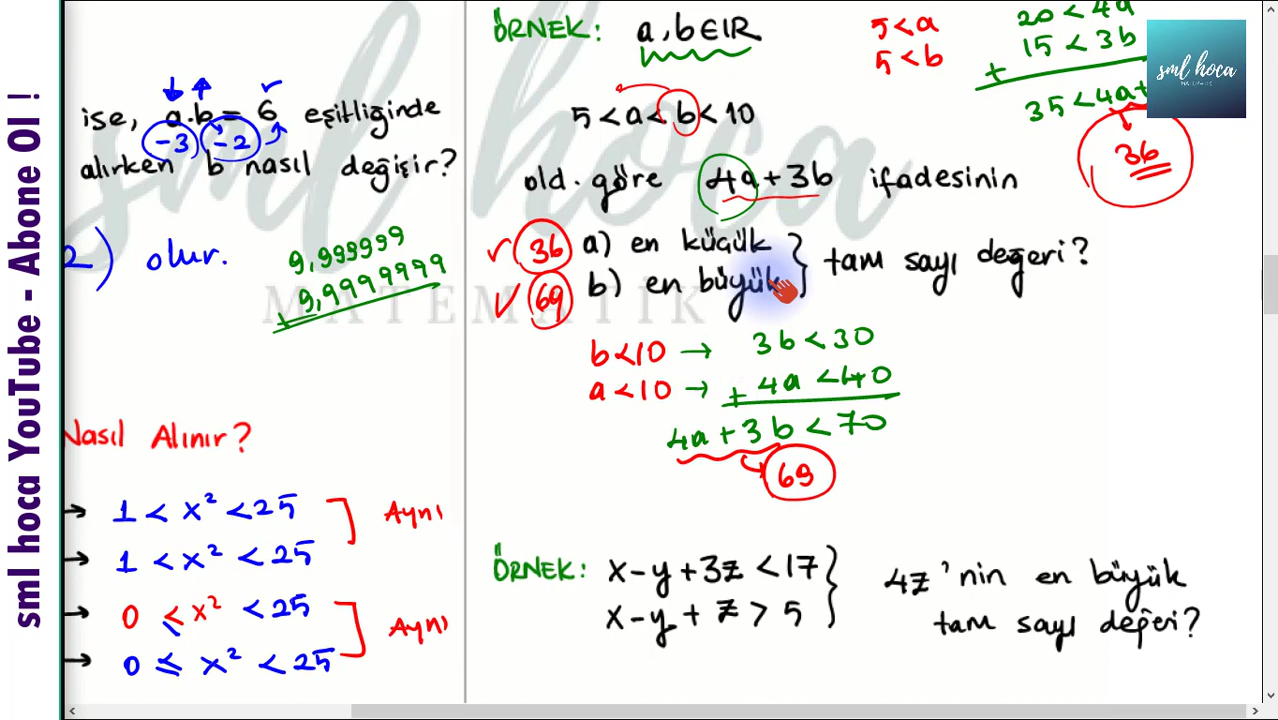 sml hoca YouTube - Abone Ol !
ise, a.b = 6 eşitliğinde
-3 -2
alırken b nasıl değişir?
2) olur.
9,999999
+ 9,9999999
Nasıl Alınır?
→ 1 < x² < 25
→ 1 < x² < 25
] Aynı
→ 0 ≤ x² < 25
→ 0 ≤ x² < 25
] Aynı
ÖRNEK: a, b ∈ IR
5 < a
5 < b
20 < 4a
+ 15 < 3b
35 < 4a+
36
5 < a < b < 10
old. göre 4a + 3b ifadesinin
36 a) en küçük
69 b) en büyük
} tam sayı değeri?
b < 10 → 3b < 30
a < 10 → + 4a < 40
4a + 3b < 70
69
ÖRNEK: x - y + 3z < 17
x - y + z > 5
} 4z'nin en büyük
tam sayı değeri?
sml hoca
MATEMATİK
sml hoca
MATEMATİK